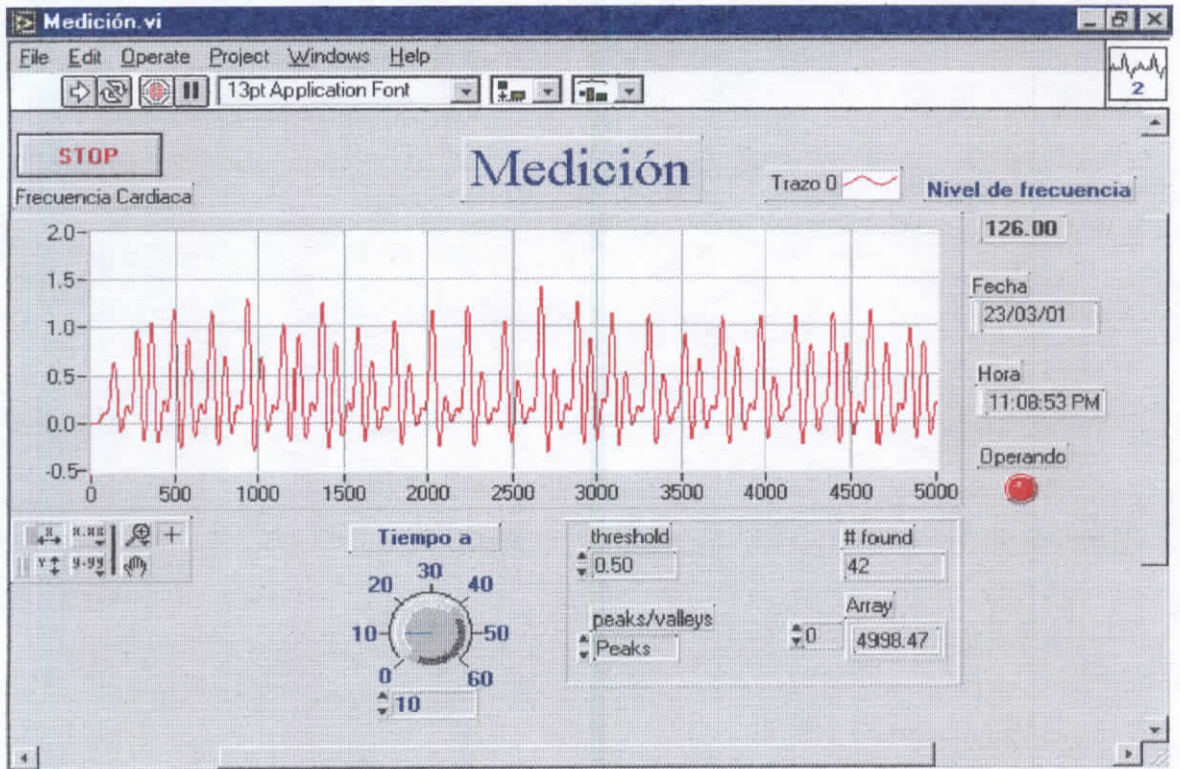 Medición.vi
File Edit Operate Project Windows Help
13pt Application Font
2
STOP
Medición
Trazo 0
Nivel de frecuencia
Frecuencia Cardiaca
126.00
2.0
1.5
1.0
0.5
0.0
-0.5
0 500 1000 1500 2000 2500 3000 3500 4000 4500 5000
Fecha
23/03/01
Hora
11:08:53 PM
Operando
X X.XX
Y Y.YY
Tiempo a
0 10 20 30 40 50 60
10
threshold
0.50
peaks/valleys
Peaks
# found
42
Array
0 4998.47